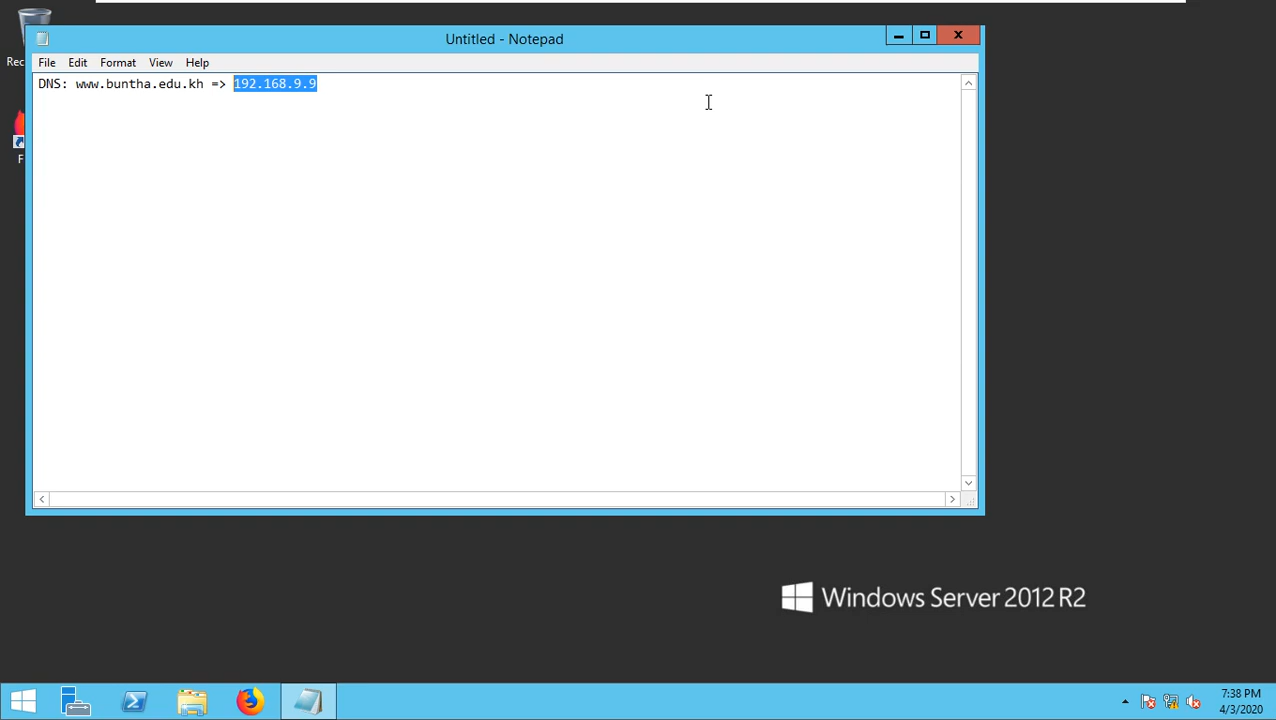 Untitled - Notepad
File Edit Format View Help
DNS: www.buntha.edu.kh => 192.168.9.9
Rec
F
Windows Server 2012 R2
7:38 PM
4/3/2020